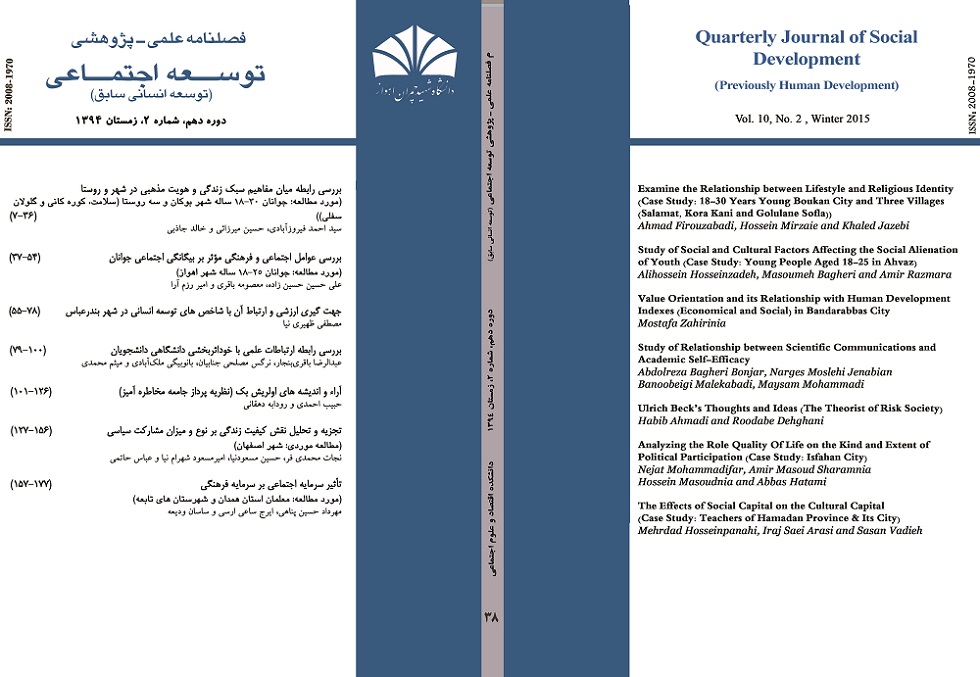 فصلنامه علمی - پژوهشی
توسعه اجتماعی
(توسعه انسانی سابق)
دوره دهم، شماره ۲، زمستان ۱۳۹۴
ISSN: 2008-1970
بررسی رابطه میان مفاهیم سبک زندگی و هویت مذهبی در شهر و روستا
(مورد مطالعه: جوانان ۳۰-۱۸ ساله شهر بوکان و سه روستا (سلامت، کوره کانی و گلولان
سفلی)) (۳۶-۷)
سید احمد فیروزآبادی، حسین میرزائی و خالد جاذبی
بررسی عوامل اجتماعی و فرهنگی مؤثر بر بیگانگی اجتماعی جوانان (۵۴-۳۷)
(مورد مطالعه: جوانان ۲۵-۱۸ ساله شهر اهواز)
علی حسین حسین زاده، معصومه باقری و امیر رزم آرا
جهت گیری ارزشی و ارتباط آن با شاخص های توسعه انسانی در شهر بندرعباس (۷۸-۵۵)
مصطفی ظهیری نیا
بررسی رابطه ارتباطات علمی با خوداثربخشی دانشگاهی دانشجویان (۱۰۰-۷۹)
عبدالرضا باقری‌بنجار، نرگس مصلحی جنابیان، بانوبیگی ملک‌آبادی و میثم محمدی
آراء و اندیشه های اولریش بک (نظریه پرداز جامعه مخاطره آمیز) (۱۲۶-۱۰۱)
حبیب احمدی و رودابه دهقانی
تجزیه و تحلیل نقش کیفیت زندگی بر نوع و میزان مشارکت سیاسی (۱۵۶-۱۲۷)
(مطالعه موردی: شهر اصفهان)
نجات محمدی فر، حسین مسعودنیا، امیرمسعود شهرام نیا و عباس حاتمی
تأثیر سرمایه اجتماعی بر سرمایه فرهنگی (۱۷۷-۱۵۷)
(مورد مطالعه: معلمان استان همدان و شهرستان های تابعه)
مهرداد حسین پناهی، ایرج ساعی ارسی و ساسان ودیعه
دانشگاه شهید چمران اهواز
م فصلنامه علمی - پژوهشی توسعه اجتماعی (توسعه انسانی سابق)
دوره دهم، شماره ۲، زمستان ۱۳۹۴
دانشکده اقتصاد و علوم اجتماعی
۳۸
Quarterly Journal of Social
Development
(Previously Human Development)
Vol. 10, No. 2 , Winter 2015
ISSN: 2008-1970
Examine the Relationship between Lifestyle and Religious Identity
(Case Study: 18-30 Years Young Boukan City and Three Villages
(Salamat, Kora Kani and Golulane Sofla))
Ahmad Firouzabadi, Hossein Mirzaie and Khaled Jazebi
Study of Social and Cultural Factors Affecting the Social Alienation
of Youth (Case Study: Young People Aged 18-25 in Ahvaz)
Alihossein Hosseinzadeh, Masoumeh Bagheri and Amir Razmara
Value Orientation and its Relationship with Human Development
Indexes (Economical and Social) in Bandarabbas City
Mostafa Zahirinia
Study of Relationship between Scientific Communications and
Academic Self-Efficacy
Abdolreza Bagheri Bonjar, Narges Moslehi Jenabian
Banoobeigi Malekabadi, Maysam Mohammadi
Ulrich Beck's Thoughts and Ideas (The Theorist of Risk Society)
Habib Ahmadi and Roodabe Dehghani
Analyzing the Role Quality Of Life on the Kind and Extent of
Political Participation (Case Study: Isfahan City)
Nejat Mohammadifar, Amir Masoud Sharamnia
Hossein Masoudnia and Abbas Hatami
The Effects of Social Capital on the Cultural Capital
(Case Study: Teachers of Hamadan Province & Its City)
Mehrdad Hosseinpanahi, Iraj Saei Arasi and Sasan Vadieh